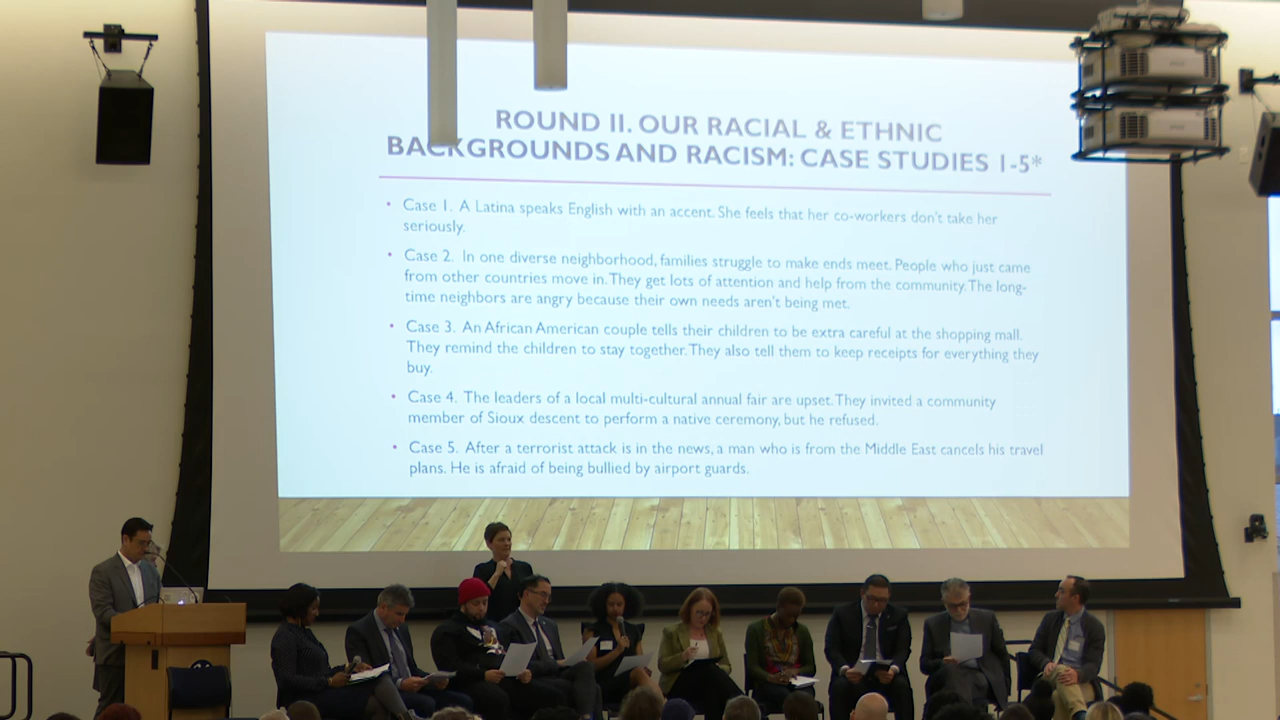 ROUND II. OUR RACIAL & ETHNIC
BACKGROUNDS AND RACISM: CASE STUDIES 1-5*
• Case 1. A Latina speaks English with an accent. She feels that her co-workers don't take her
seriously.
• Case 2. In one diverse neighborhood, families struggle to make ends meet. People who just came
from other countries move in. They get lots of attention and help from the community. The long-
time neighbors are angry because their own needs aren't being met.
• Case 3. An African American couple tells their children to be extra careful at the shopping mall.
They remind the children to stay together. They also tell them to keep receipts for everything they
buy.
• Case 4. The leaders of a local multi-cultural annual fair are upset. They invited a community
member of Sioux descent to perform a native ceremony, but he refused.
• Case 5. After a terrorist attack is in the news, a man who is from the Middle East cancels his travel
plans. He is afraid of being bullied by airport guards.